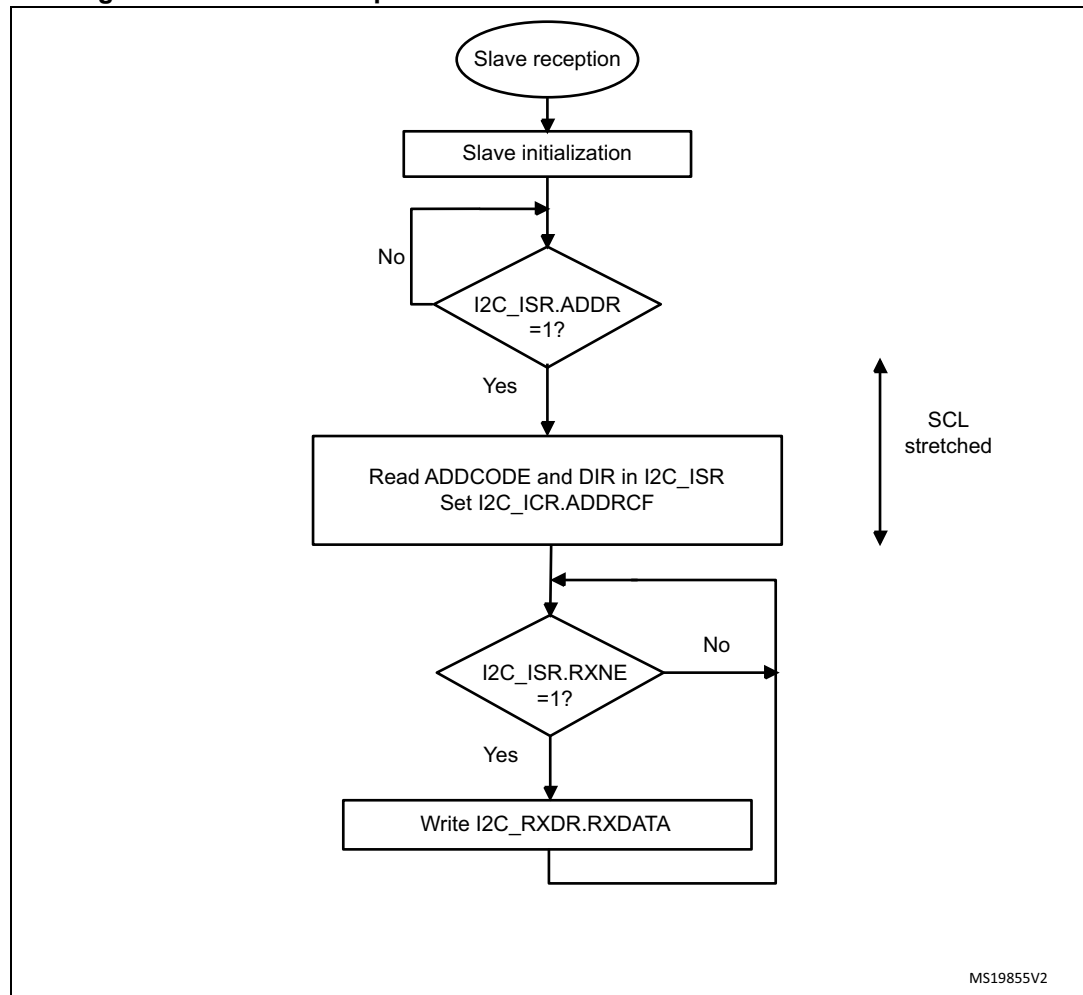 Slave reception
Slave initialization
No
I2C_ISR.ADDR
=1?
Yes
SCL
stretched
Read ADDCODE and DIR in I2C_ISR
Set I2C_ICR.ADDRCF
No
I2C_ISR.RXNE
=1?
Yes
Write I2C_RXDR.RXDATA
MS19855V2